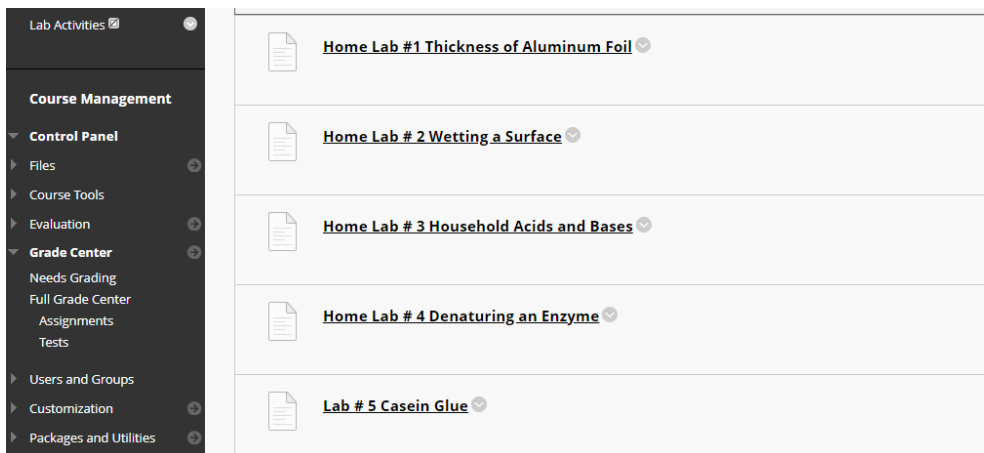 Lab Activities
Course Management
Control Panel
Files
Course Tools
Evaluation
Grade Center
Needs Grading
Full Grade Center
Assignments
Tests
Users and Groups
Customization
Packages and Utilities
Home Lab #1 Thickness of Aluminum Foil
Home Lab # 2 Wetting a Surface
Home Lab # 3 Household Acids and Bases
Home Lab # 4 Denaturing an Enzyme
Lab # 5 Casein Glue